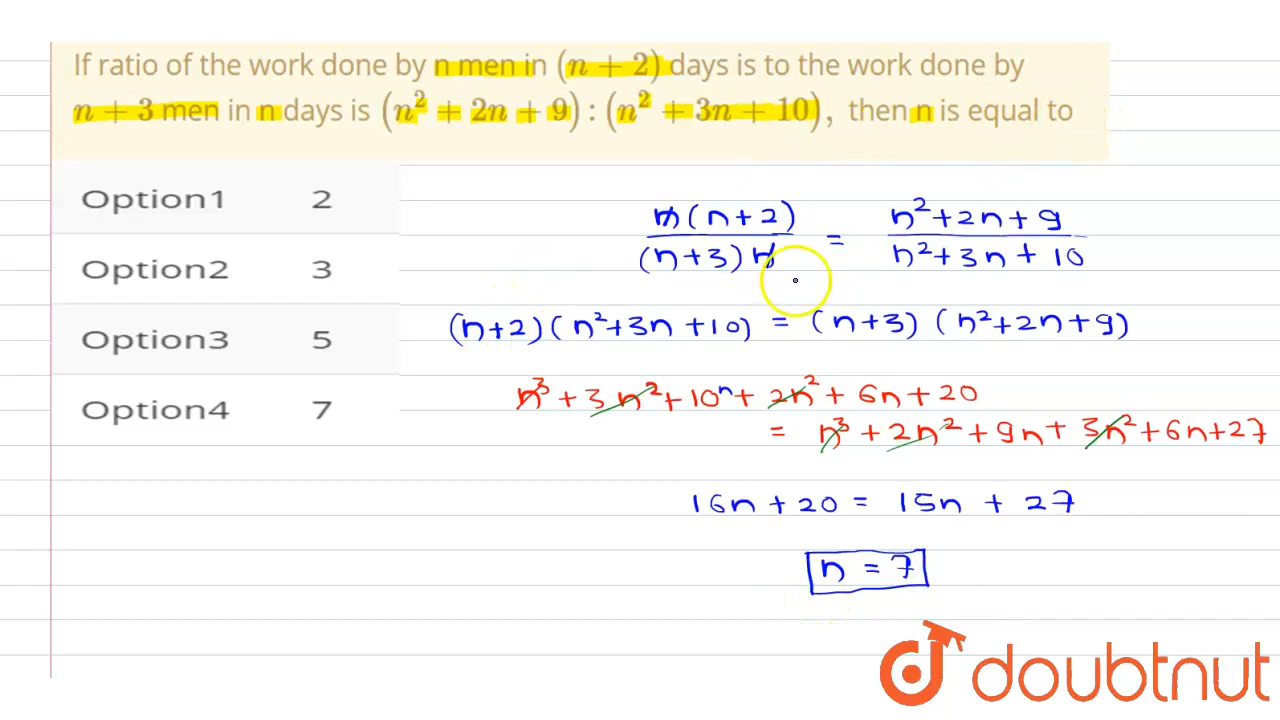 If ratio of the work done by n men in (n + 2) days is to the work done by
n + 3 men in n days is (n² + 2n + 9) : (n² + 3n + 10), then n is equal to
Option1 2
Option2 3
Option3 5
Option4 7
n(n+2) / (n+3)n = n²+2n+9 / n²+3n+10
(n+2)(n²+3n+10) = (n+3)(n²+2n+9)
n³+3n²+10n+2n²+6n+20
= n³+2n²+9n+3n²+6n+27
16n+20 = 15n+27
n = 7
doubtnut